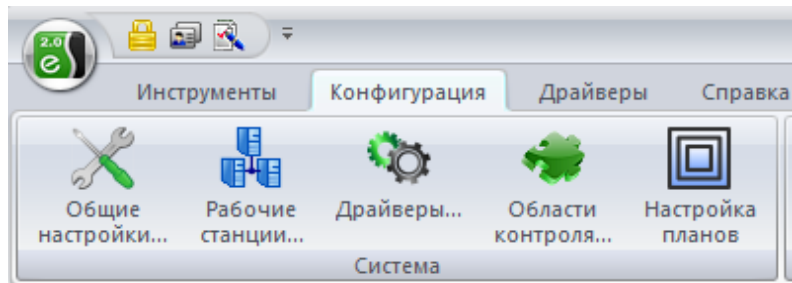 2.0
e
Инструменты Конфигурация Драйверы Справка
Общие настройки... Рабочие станции... Драйверы... Области контроля... Настройка планов
Система